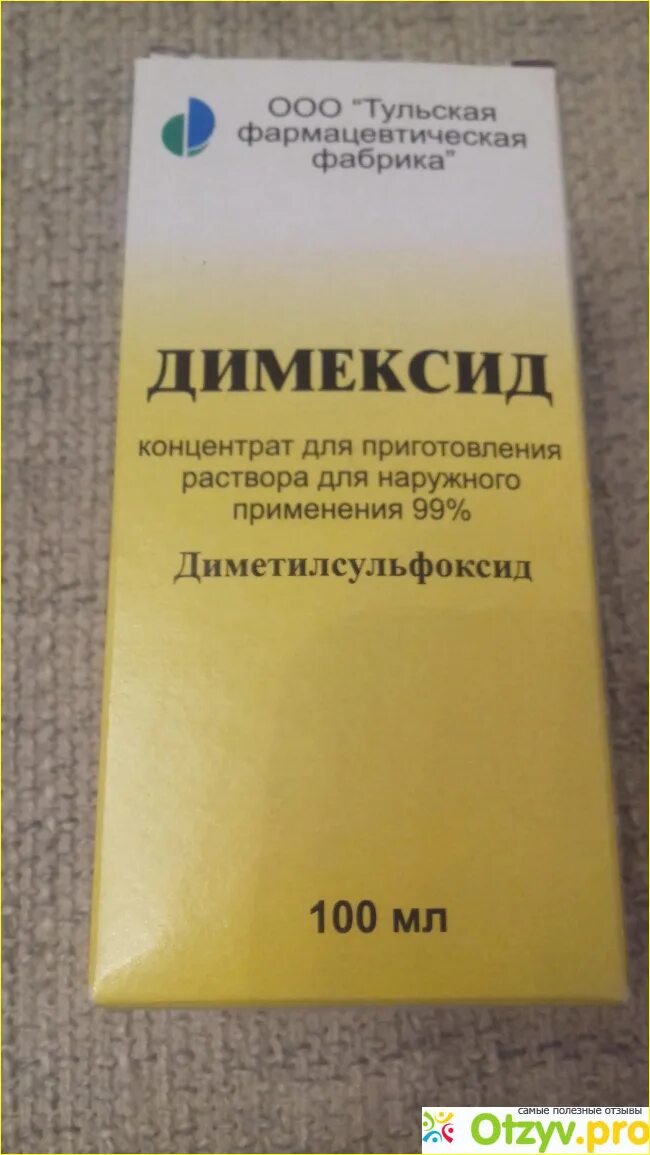 ООО "Тульская
фармацевтическая
фабрика"
ДИМЕКСИД
концентрат для приготовления
раствора для наружного
применения 99%
Диметилсульфоксид
100 мл
самые полезные отзывы
Otzyv.pro